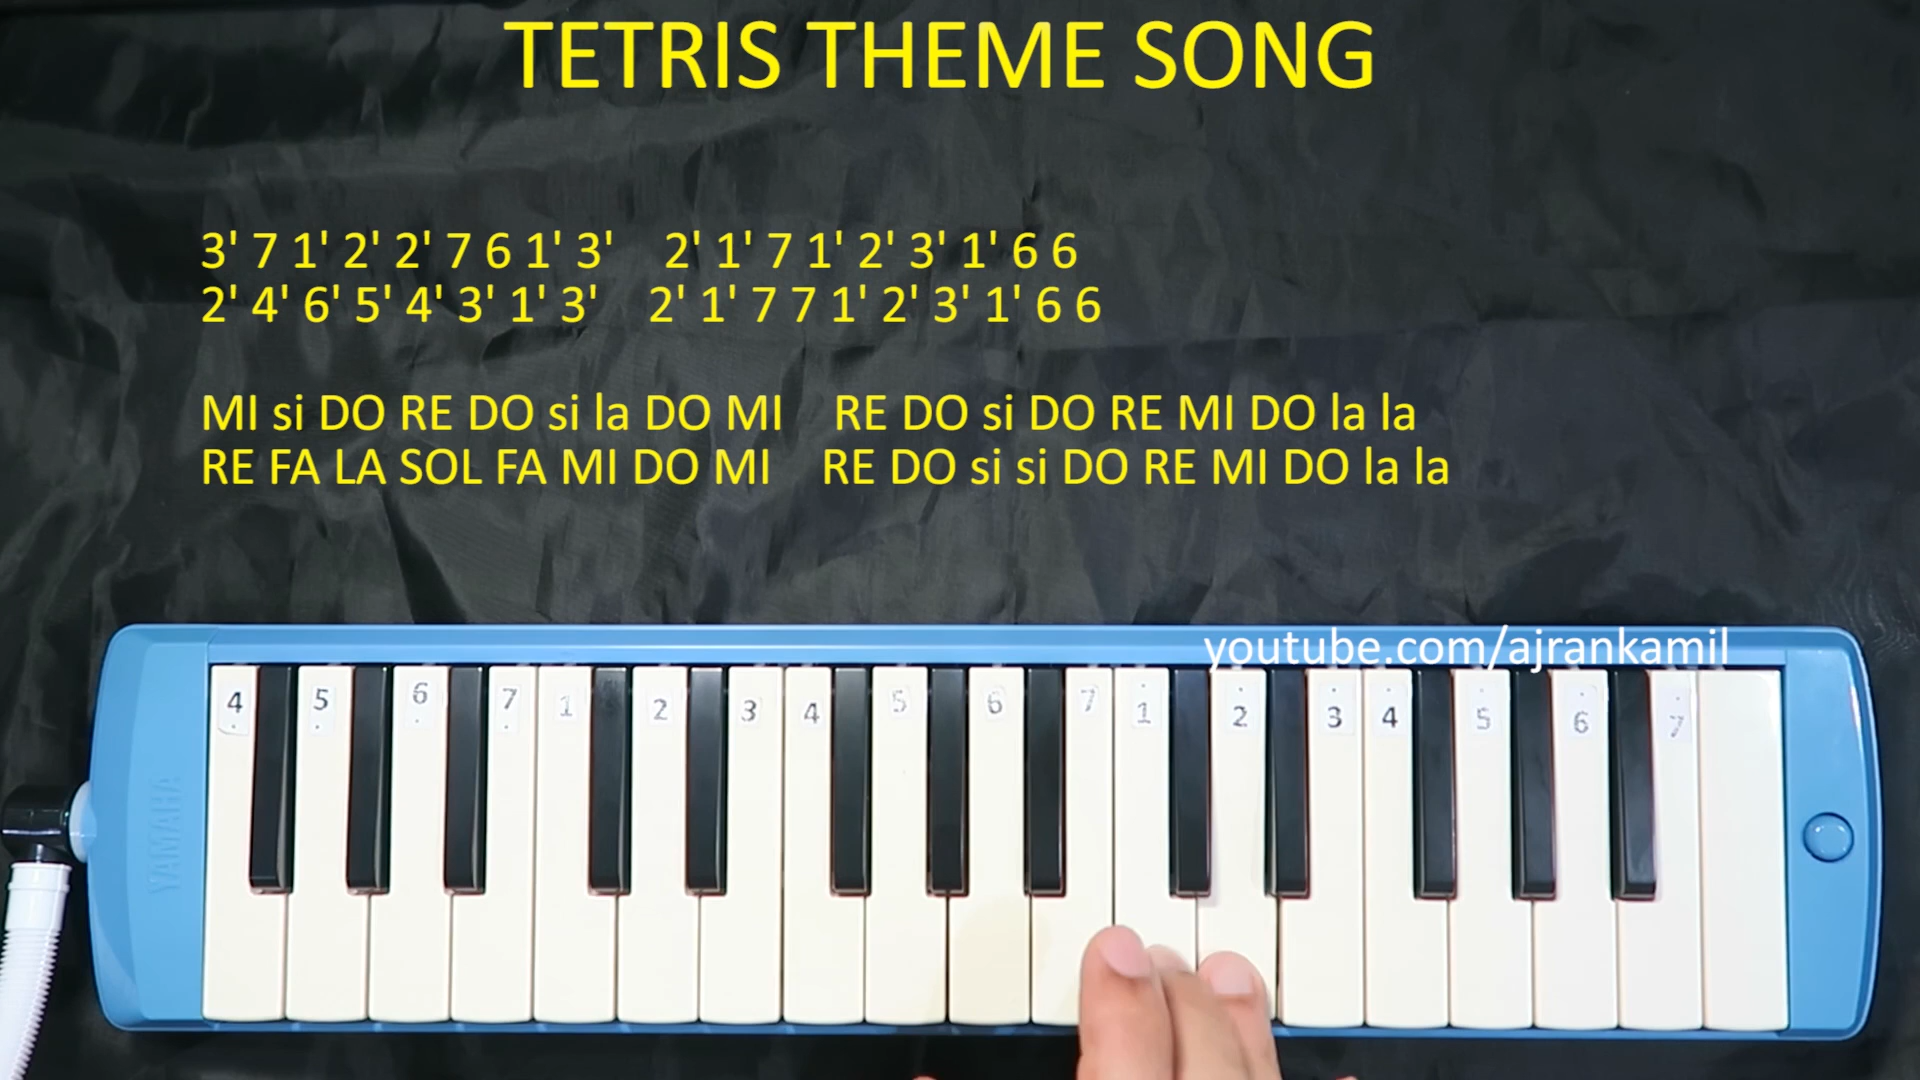 TETRIS THEME SONG
3' 7 1' 2' 2' 7 6 1' 3' 2' 1' 7 1' 2' 3' 1' 6 6
2' 4' 6' 5' 4' 3' 1' 3' 2' 1' 7 7 1' 2' 3' 1' 6 6
MI si DO RE DO si la DO MI RE DO si DO RE MI DO la la
RE FA LA SOL FA MI DO MI RE DO si si DO RE MI DO la la
youtube.com/ajrankamil
4 5 6 7 1 2 3 4 5 6 7 1 2 3 4 5 6 7
YAMAHA